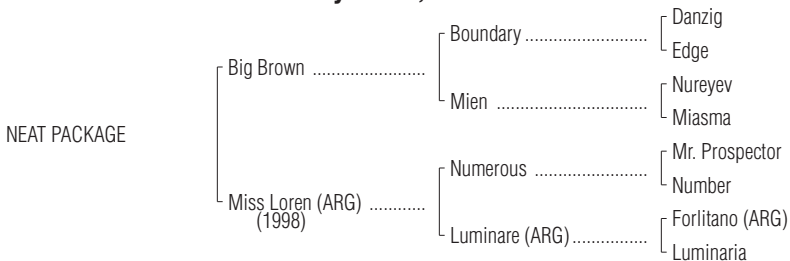 Danzig
Boundary ...........................
Edge
Big Brown ........................
Nureyev
Mien .................................
Miasma
NEAT PACKAGE
Mr. Prospector
Numerous ........................
Number
Miss Loren (ARG) ............
(1998)
Forlitano (ARG)
Luminare (ARG)................
Luminaria